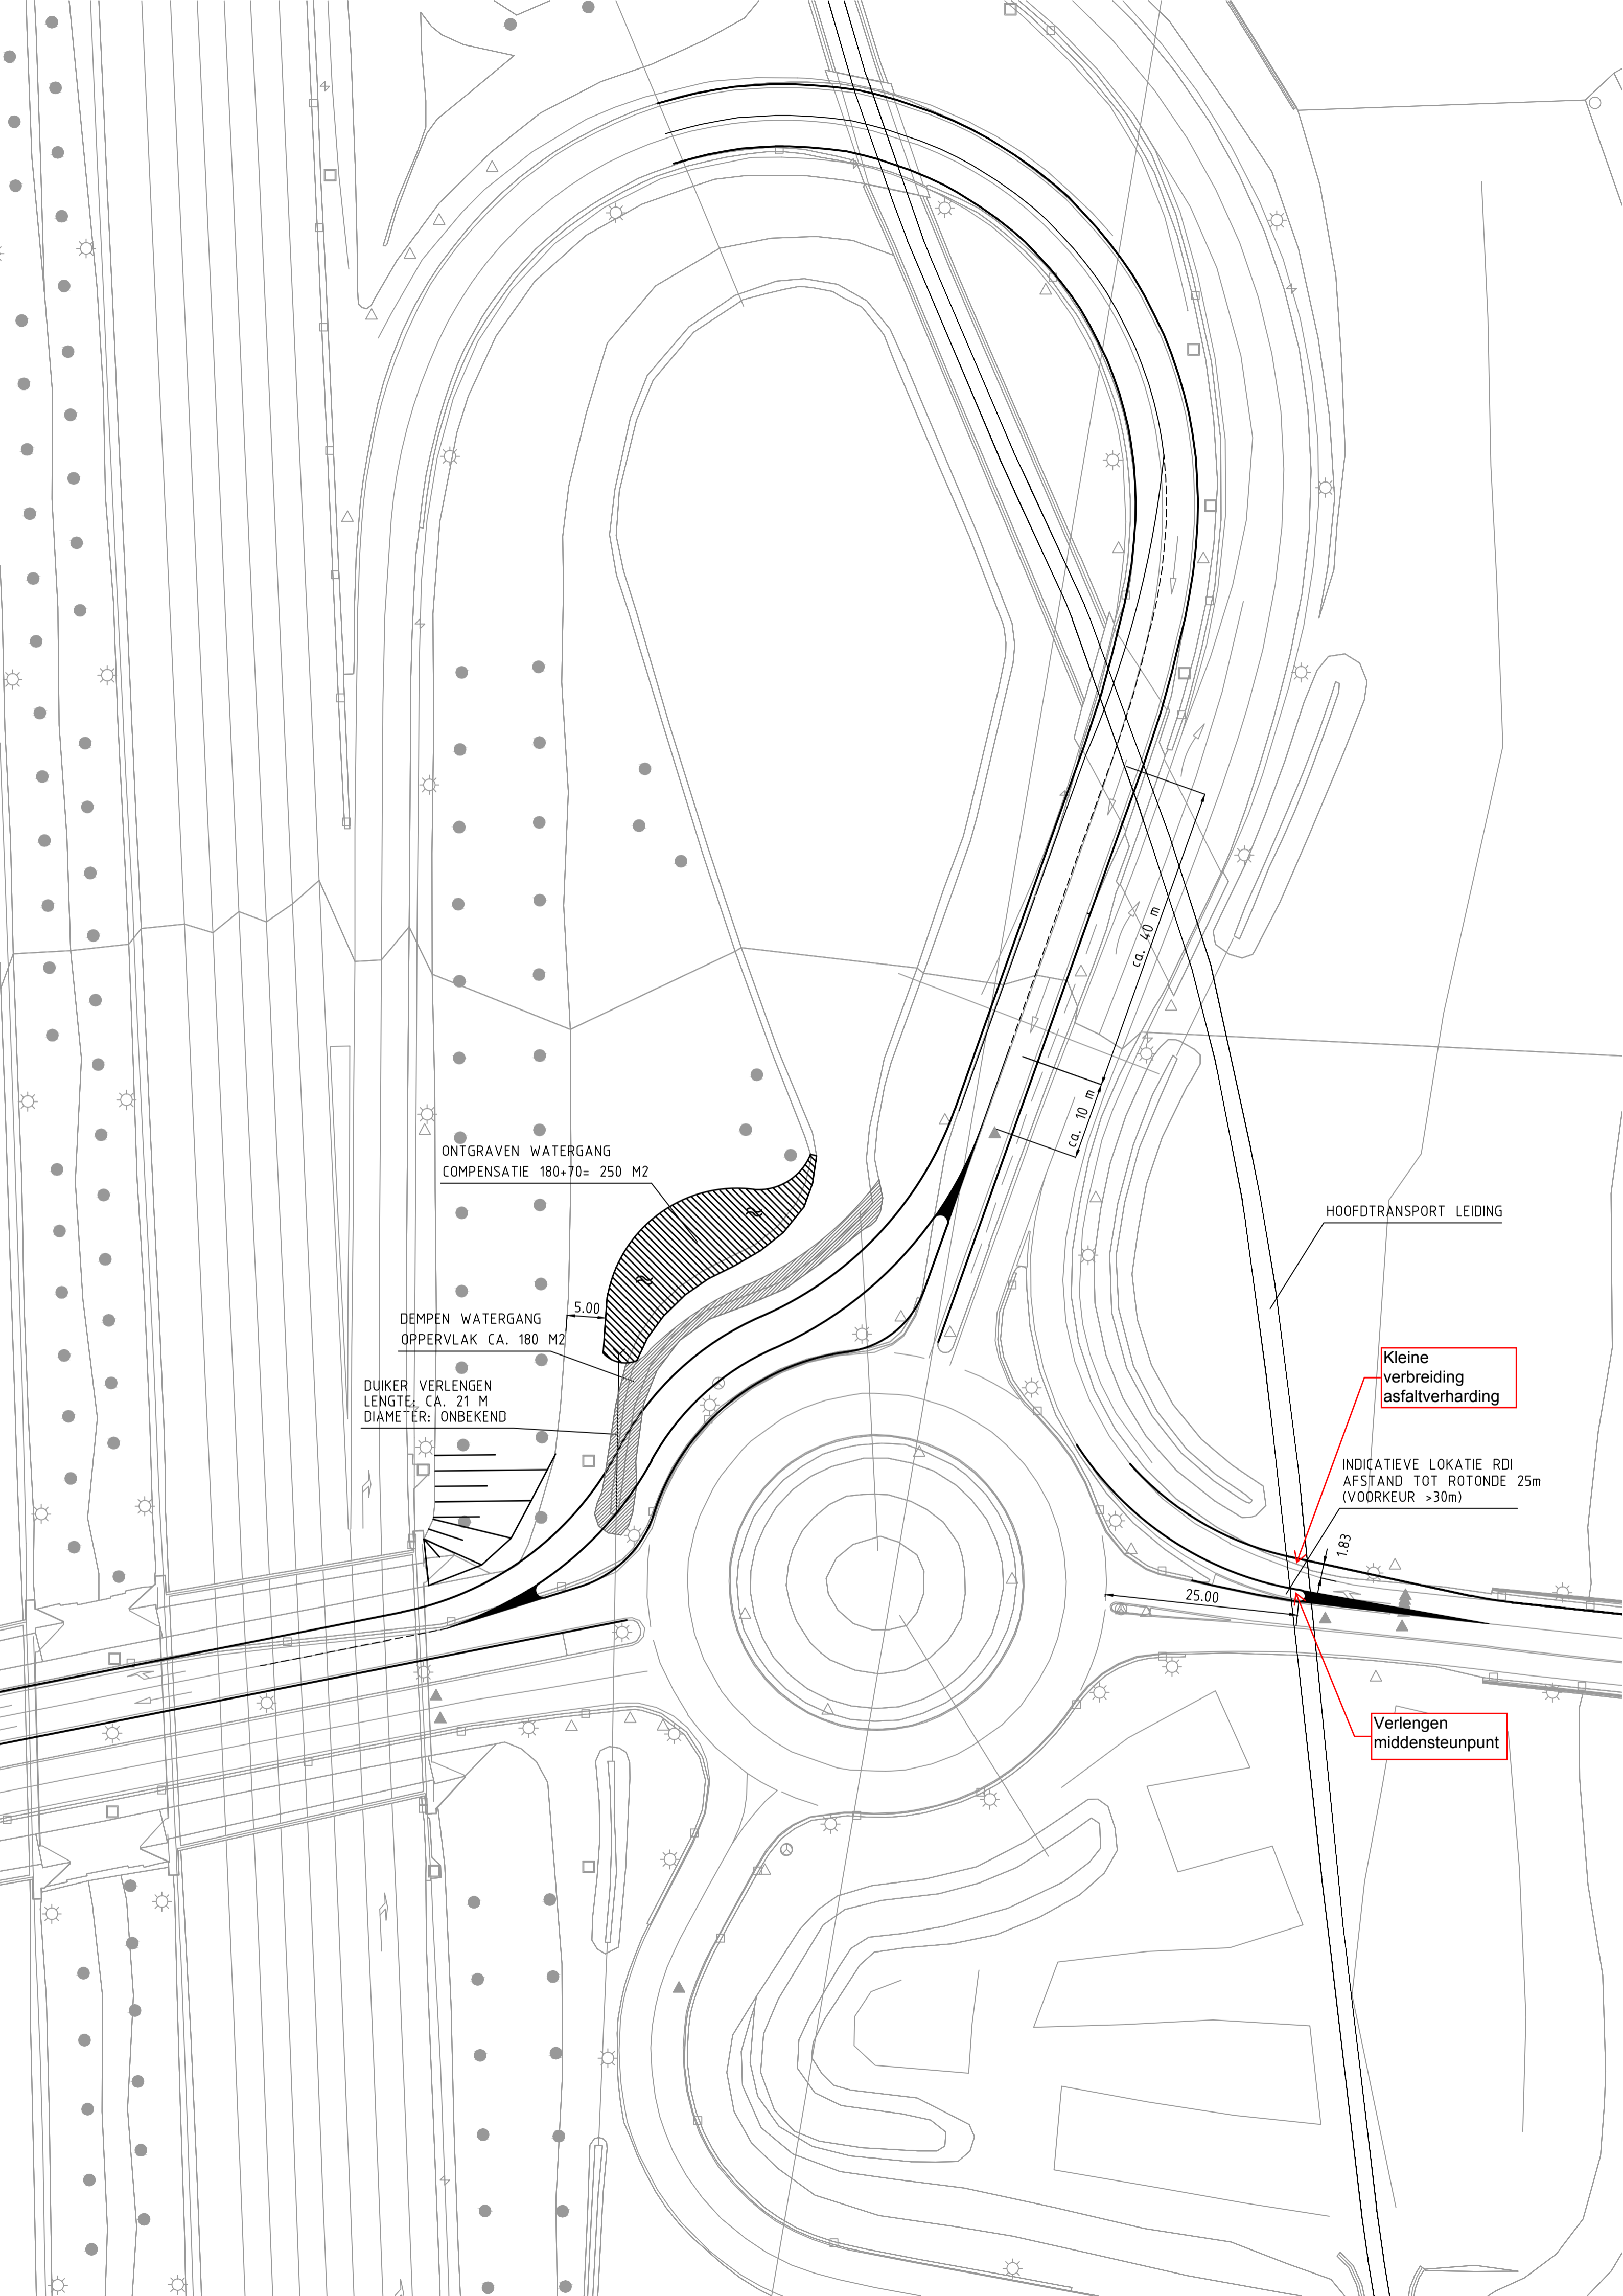 ca. 40 m
ca. 10 m
ONTGRAVEN WATERGANG
COMPENSATIE 180+70= 250 M2
HOOFDTRANSPORT LEIDING
5.00
DEMPEN WATERGANG
OPPERVLAK CA. 180 M2
DUIKER VERLENGEN
LENGTE: CA. 21 M
DIAMETER: ONBEKEND
Kleine
verbreiding
asfaltverharding
INDICATIEVE LOKATIE RDI
AFSTAND TOT ROTONDE 25m
(VOORKEUR >30m)
1.83
25.00
Verlengen
middensteunpunt